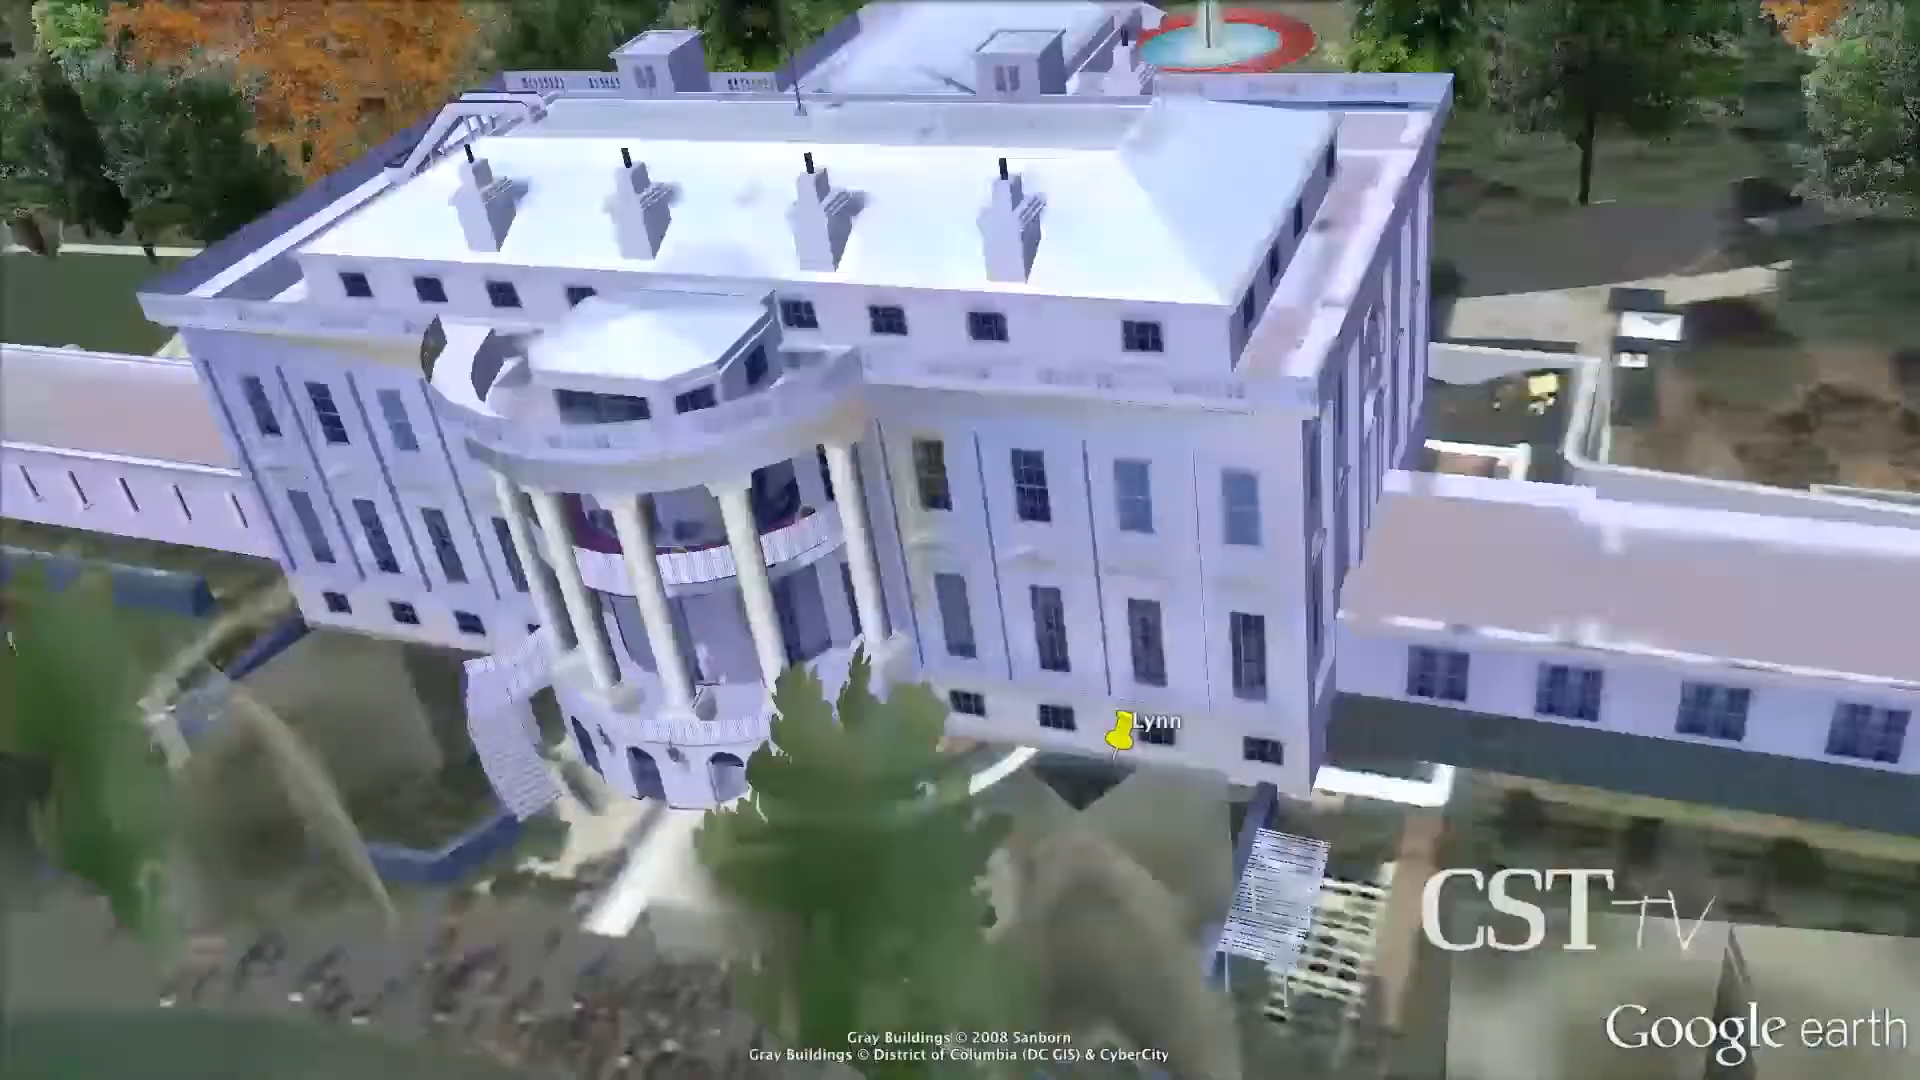 Lynn
CST TV
Google earth
Gray Buildings © 2008 Sanborn
Gray Buildings © District of Columbia (DC GIS) & CyberCity